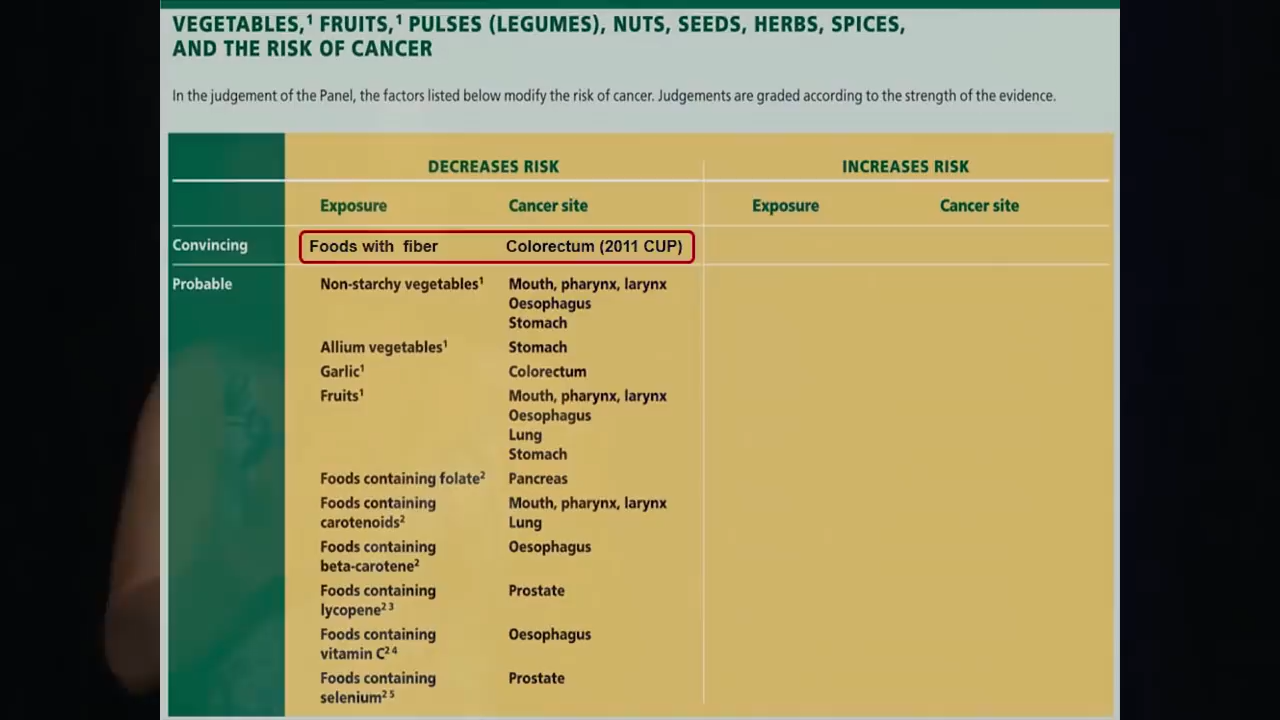 VEGETABLES,¹ FRUITS,¹ PULSES (LEGUMES), NUTS, SEEDS, HERBS, SPICES,
AND THE RISK OF CANCER
In the judgement of the Panel, the factors listed below modify the risk of cancer. Judgements are graded according to the strength of the evidence.
DECREASES RISK INCREASES RISK
Exposure Cancer site Exposure Cancer site
Convincing Foods with fiber Colorectum (2011 CUP)
Probable Non-starchy vegetables¹ Mouth, pharynx, larynx
Oesophagus
Stomach
Allium vegetables¹ Stomach
Garlic¹ Colorectum
Fruits¹ Mouth, pharynx, larynx
Oesophagus
Lung
Stomach
Foods containing folate² Pancreas
Foods containing Mouth, pharynx, larynx
carotenoids² Lung
Foods containing Oesophagus
beta-carotene²
Foods containing Prostate
lycopene² ³
Foods containing Oesophagus
vitamin C² ⁴
Foods containing Prostate
selenium² ⁵